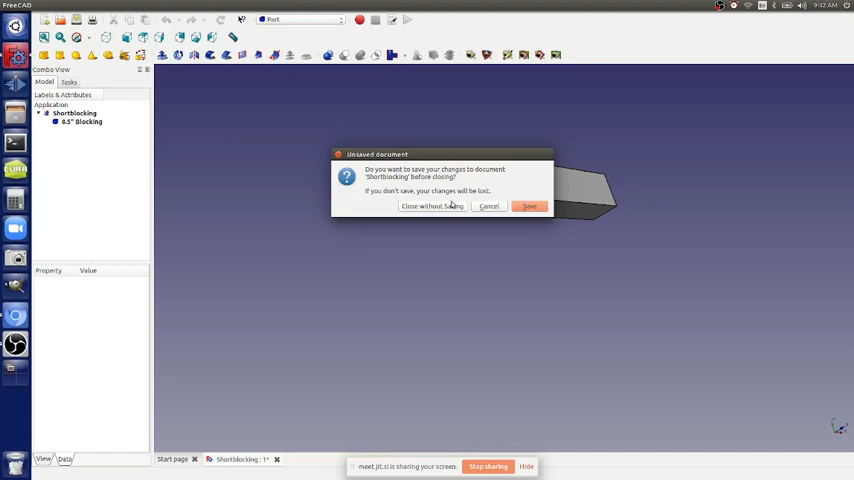 FreeCAD
9:42 AM
Part
Combo View
Model Tasks
Labels & Attributes
Application
Shortblocking
8.5" Blocking
Unsaved document
Do you want to save your changes to document
'Shortblocking' before closing?
If you don't save, your changes will be lost.
Close without Saving Cancel Save
Property Value
CURA
View Data
Start page Shortblocking : 1*
meet.jit.si is sharing your screen. Stop sharing Hide